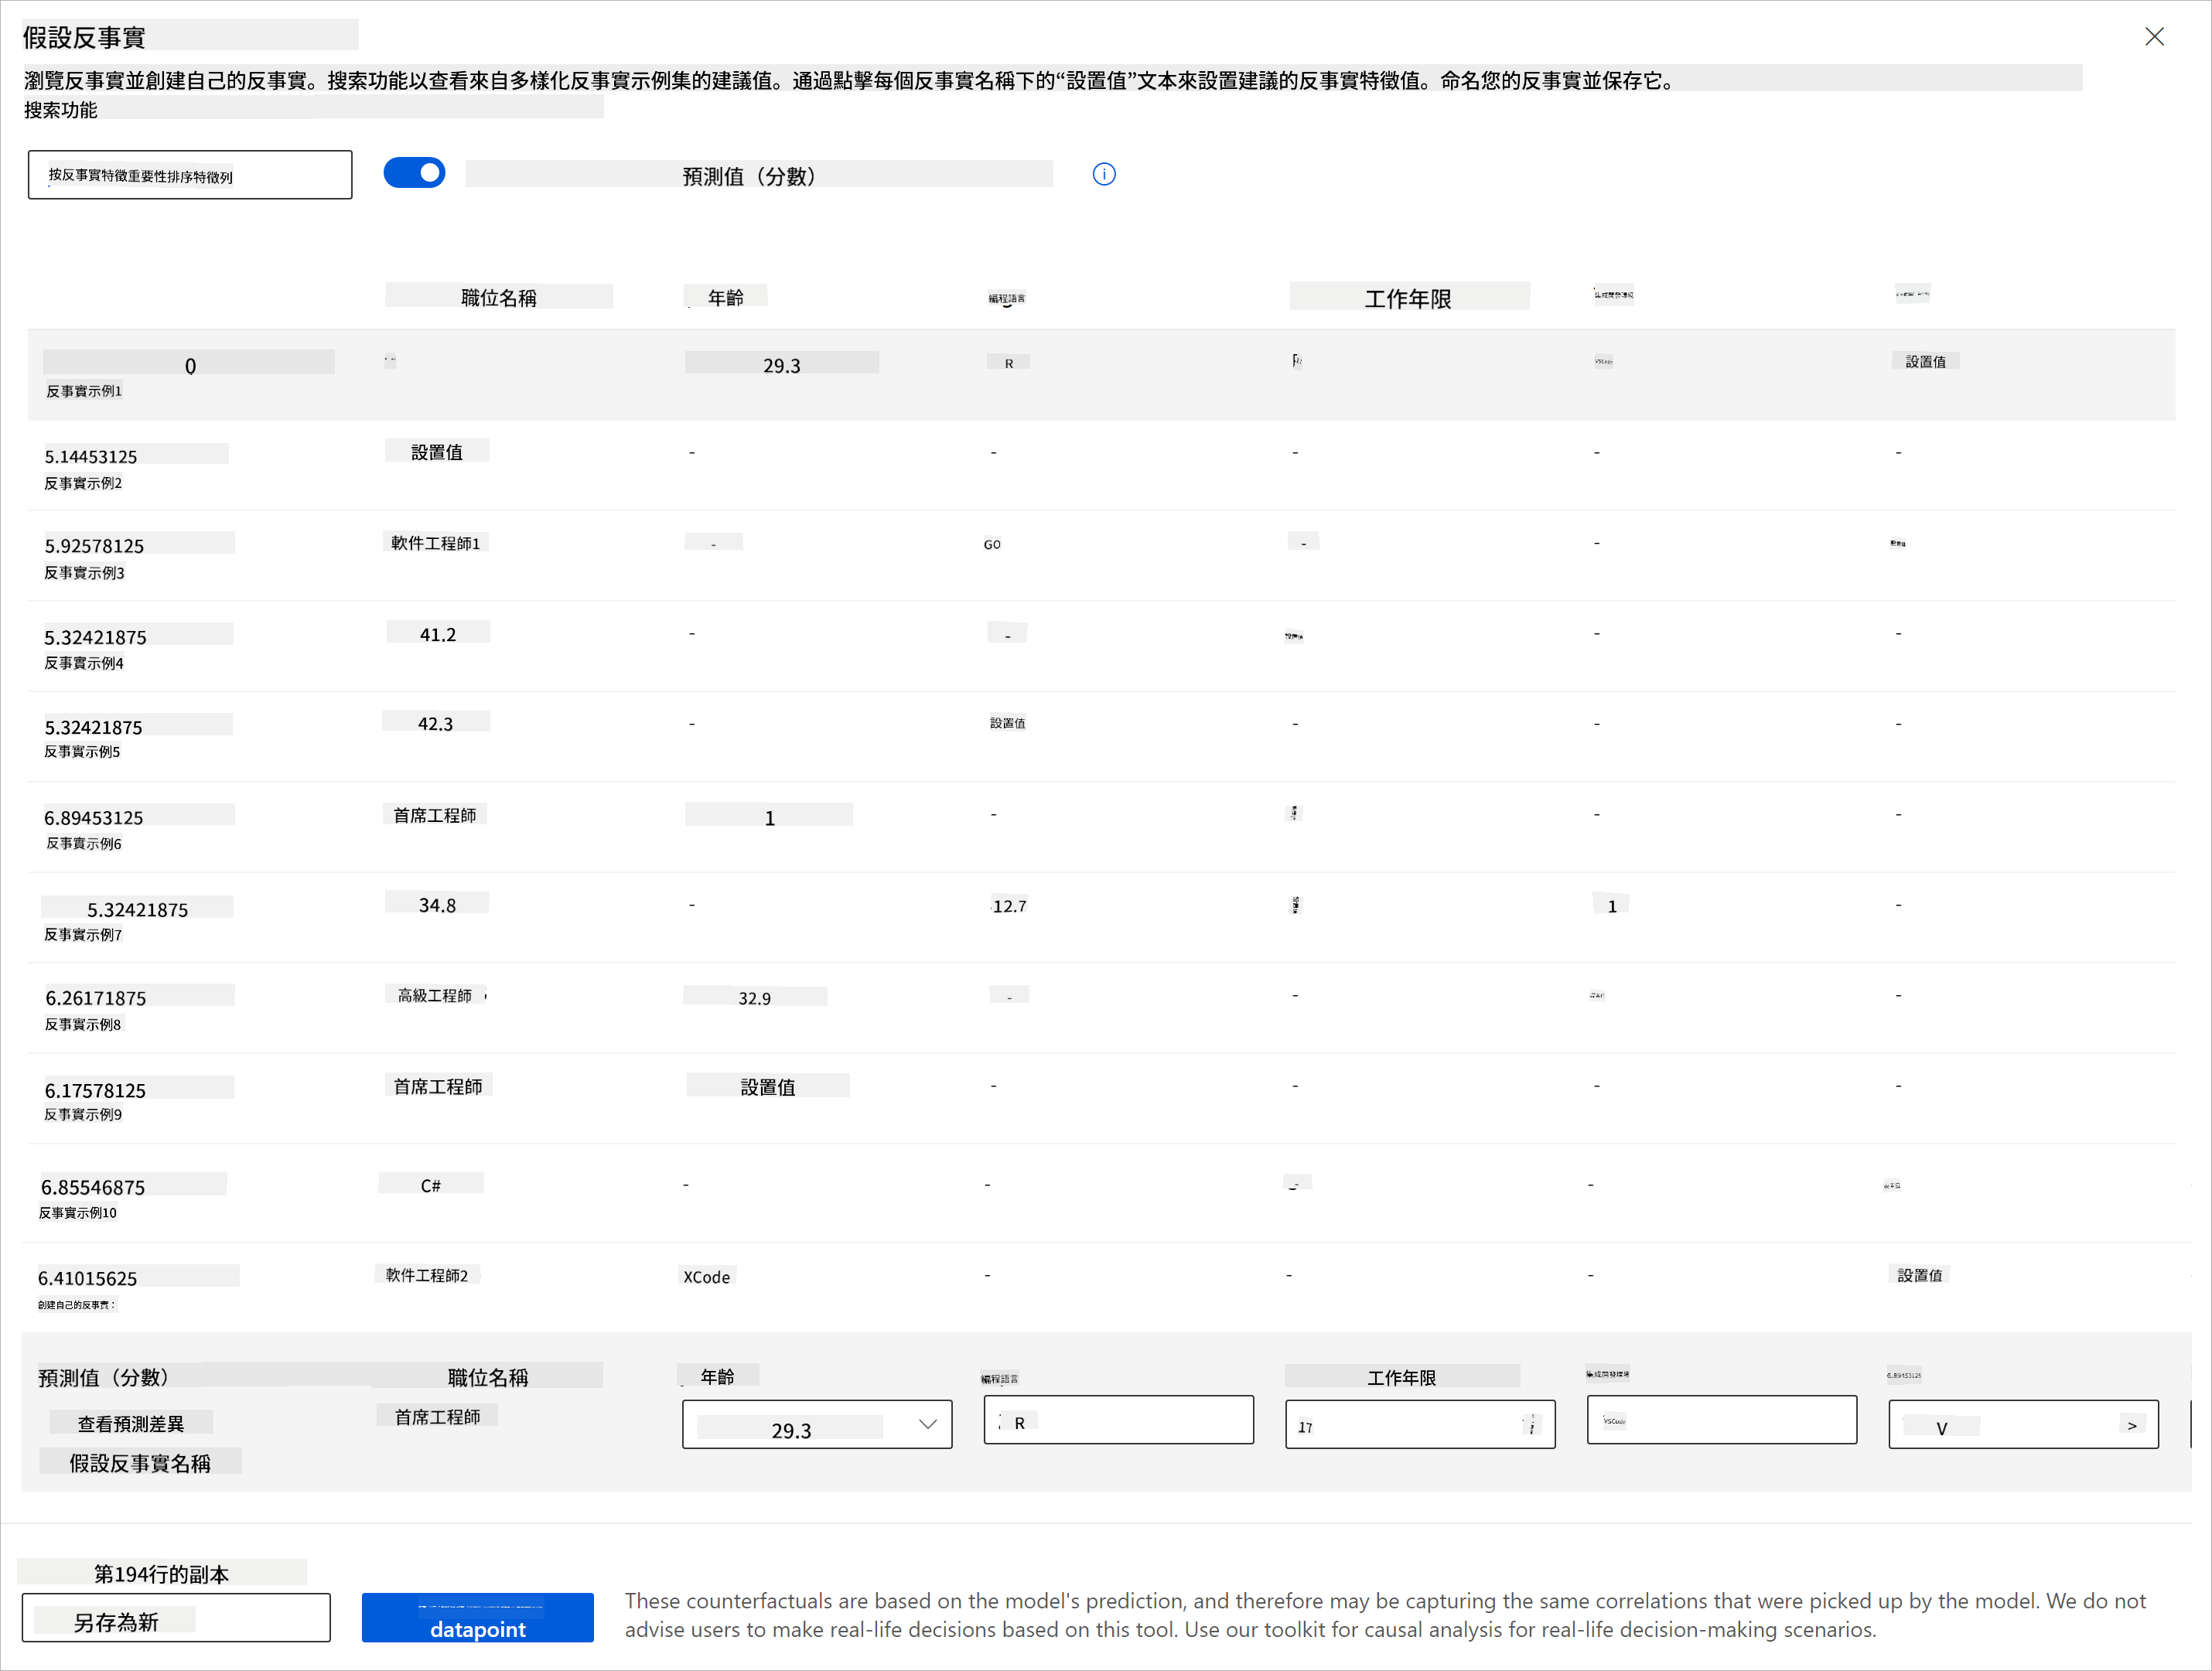 假設反事實
瀏覽反事實並創建自己的反事實。搜索功能以查看來自多樣化反事實示例集的建議值。通過點擊每個反事實名稱下的“設置值”文本來設置建議的反事實特徵值。命名您的反事實並保存它。
搜索功能
按反事實特徵重要性排序特徵列
預測值（分數）
職位名稱 年齡 編程語言 工作年限
0 29.3 R VSCode 設置值
反事實示例1
5.14453125 設置值 - - - - -
反事實示例2
5.92578125 軟件工程師1 - GO - - 設置值
反事實示例3
5.32421875 41.2 - - 設置值 - -
反事實示例4
5.32421875 42.3 - 設置值 - - -
反事實示例5
6.89453125 首席工程師 1 - - -
反事實示例6
5.32421875 34.8 - 12.7 1 -
反事實示例7
6.26171875 高級工程師 32.9 - - -
反事實示例8
6.17578125 首席工程師 設置值 - - - -
反事實示例9
6.85546875 C# - - - -
反事實示例10
6.41015625 軟件工程師2 XCode - - - 設置值
創建自己的反事實：
預測值（分數） 職位名稱 年齡 編程語言 工作年限 集成開發環境 6.89453125
查看預測差異 首席工程師 29.3 R 17 VSCode V >
假設反事實名稱
第194行的副本
另存為新
datapoint
These counterfactuals are based on the model's prediction, and therefore may be capturing the same correlations that were picked up by the model. We do not
advise users to make real-life decisions based on this tool. Use our toolkit for causal analysis for real-life decision-making scenarios.